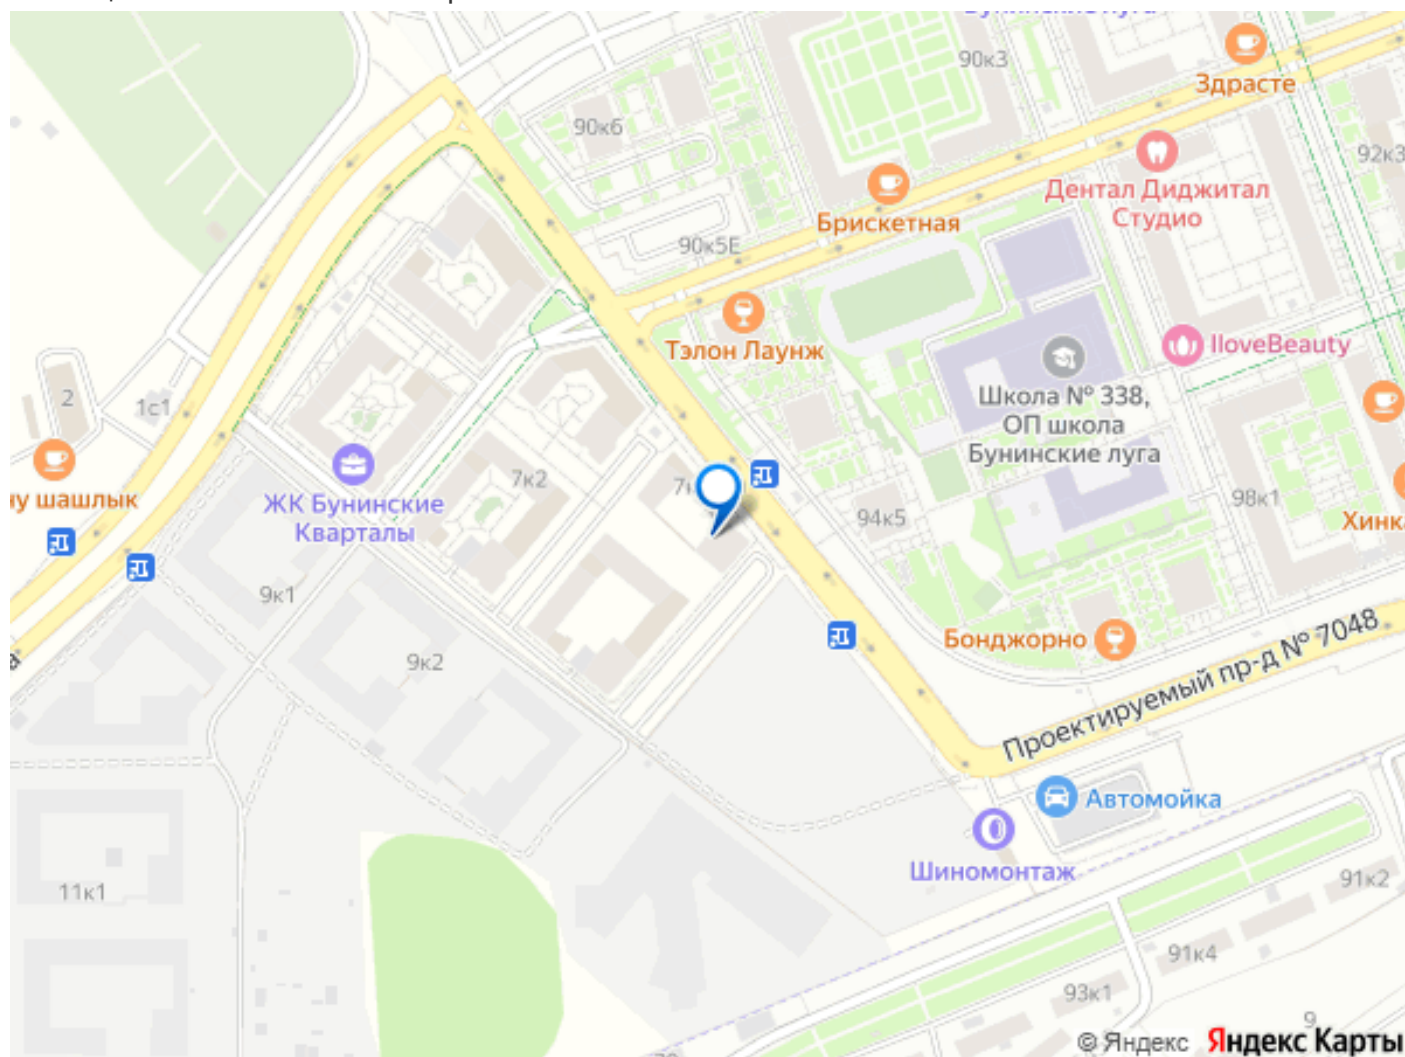 90к3
Здрасте
90к6
92к3
Дентал Диджитал
Студио
Брискетная
90к5Е
Тэлон Лаунж
IloveBeauty
Школа № 338,
ОП школа
Бунинские луга
2
1с1
7к2
ЖК Бунинские
Кварталы
94к5
98к1
9к1
9к2
Бонджорно
Проектируемый пр-д № 7048
Автомойка
Шиномонтаж
11к1
91к2
91к4
93к1
9
© Яндекс Яндекс Карты